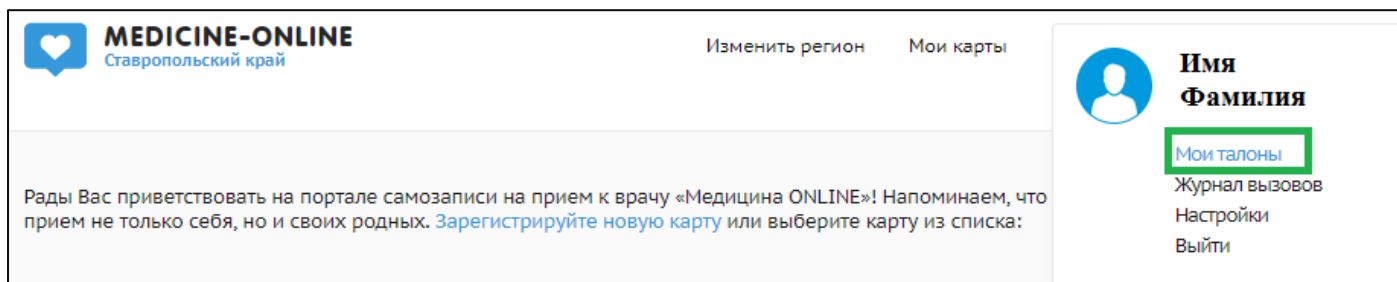 MEDICINE-ONLINE
Ставропольский край
Изменить регион
Мои карты
Имя
Фамилия
Мои талоны
Журнал вызовов
Настройки
Выйти
Рады Вас приветствовать на портале самозаписи на прием к врачу «Медицина ONLINE»! Напоминаем, что
прием не только себя, но и своих родных. Зарегистрируйте новую карту или выберите карту из списка: